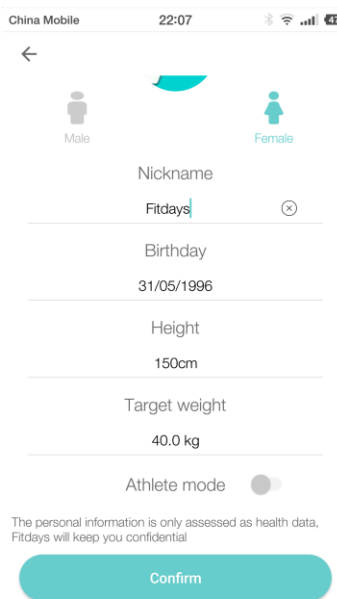 China Mobile 22:07
Male Female
Nickname
Fitdays
Birthday
31/05/1996
Height
150cm
Target weight
40.0 kg
Athlete mode
The personal information is only assessed as health data,
Fitdays will keep you confidential
Confirm